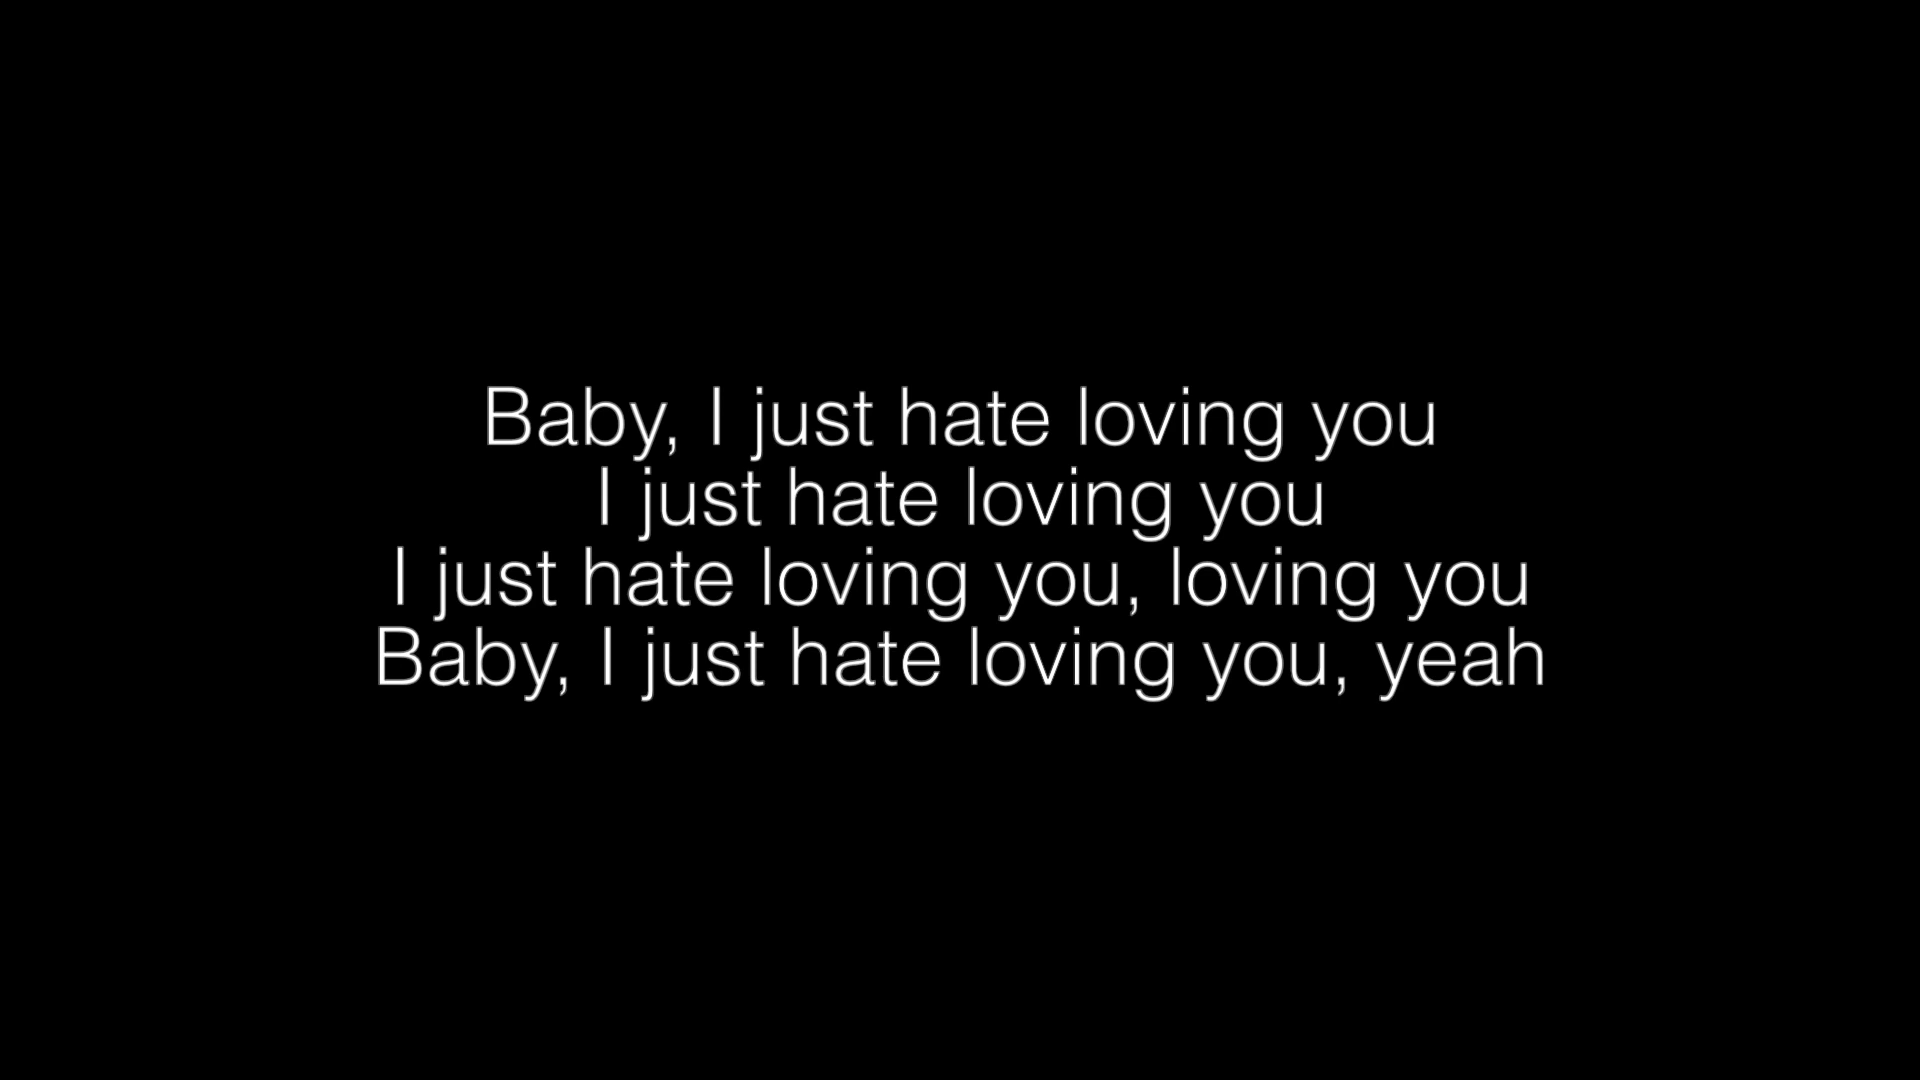 Baby, I just hate loving you
I just hate loving you
I just hate loving you, loving you
Baby, I just hate loving you, yeah